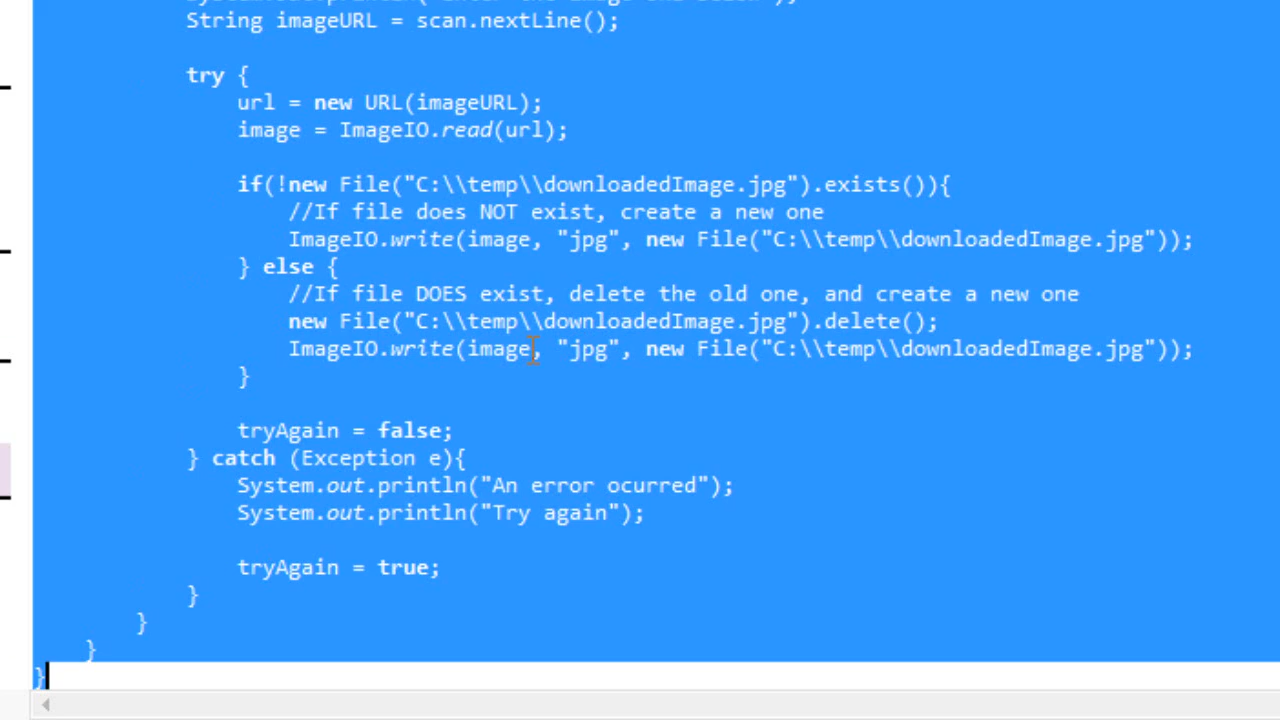 String imageURL = scan.nextLine();
try {
url = new URL(imageURL);
image = ImageIO.read(url);
if(!new File("C:\\temp\\downloadedImage.jpg").exists()){
//If file does NOT exist, create a new one
ImageIO.write(image, "jpg", new File("C:\\temp\\downloadedImage.jpg"));
} else {
//If file DOES exist, delete the old one, and create a new one
new File("C:\\temp\\downloadedImage.jpg").delete();
ImageIO.write(image, "jpg", new File("C:\\temp\\downloadedImage.jpg"));
}
tryAgain = false;
} catch (Exception e){
System.out.println("An error ocurred");
System.out.println("Try again");
tryAgain = true;
}
}
}
}